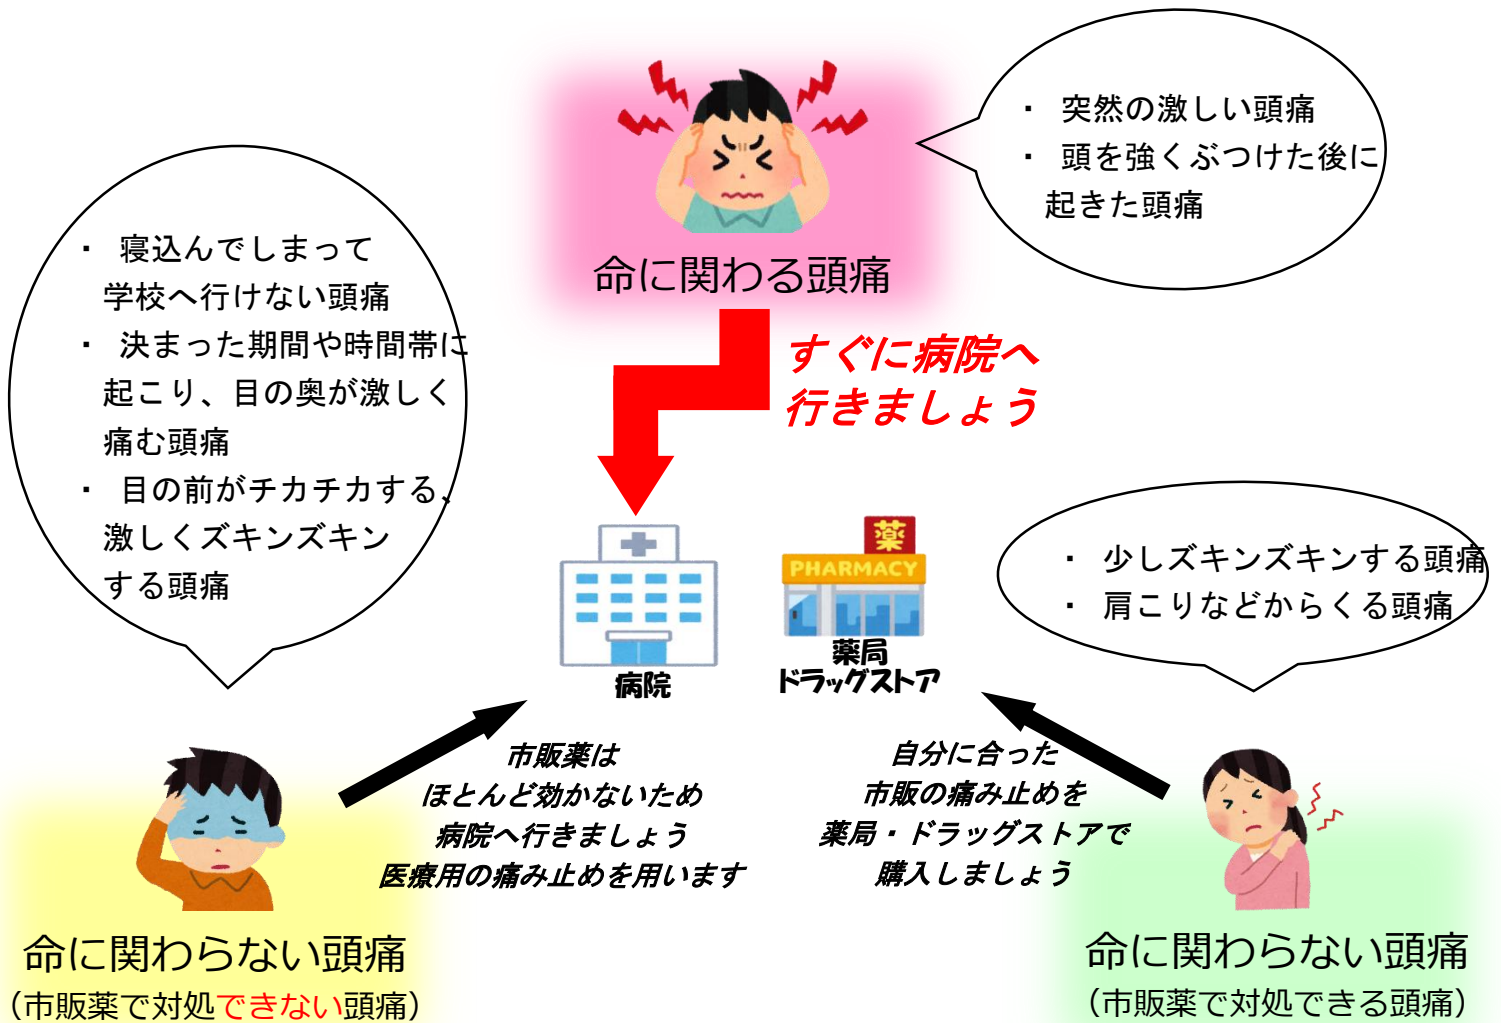 ・ 突然の激しい頭痛
・ 頭を強くぶつけた後に
起きた頭痛
命に関わる頭痛
すぐに病院へ
行きましょう
・ 寝込んでしまって
学校へ行けない頭痛
・ 決まった期間や時間帯に
起こり、目の奥が激しく
痛む頭痛
・ 目の前がチカチカする、
激しくズキンズキン
する頭痛
病院
薬
PHARMACY
薬局
ドラッグストア
・ 少しズキンズキンする頭痛
・ 肩こりなどからくる頭痛
市販薬は
ほとんど効かないため
病院へ行きましょう
医療用の痛み止めを用います
自分に合った
市販の痛み止めを
薬局・ドラッグストアで
購入しましょう
命に関わらない頭痛
（市販薬で対処できない頭痛）
命に関わらない頭痛
（市販薬で対処できる頭痛）